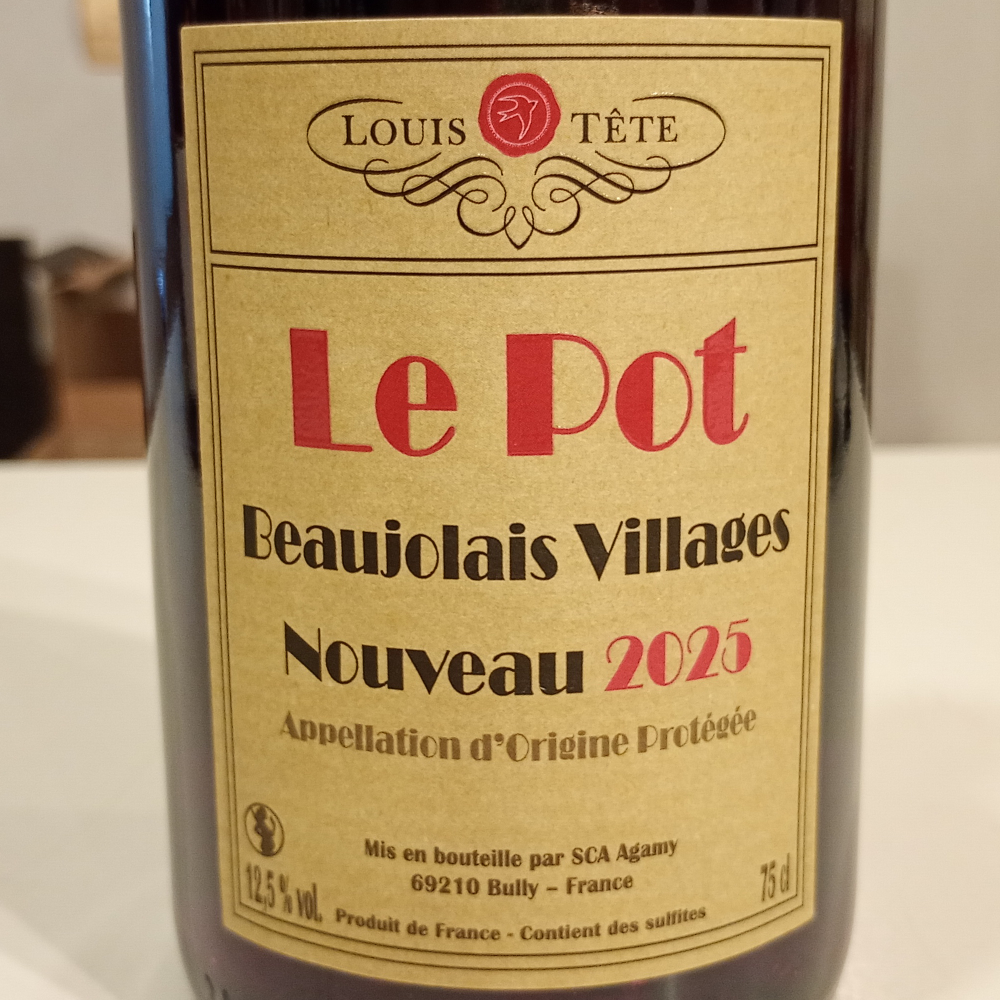 Louis Tête
Le Pot
Beaujolais Villages
Nouveau 2025
Appellation d'Origine Protégée
Mis en bouteille par SCA Agamy
69210 Bully – France
12,5 % vol.
75 cl
Produit de France - Contient des sulfites